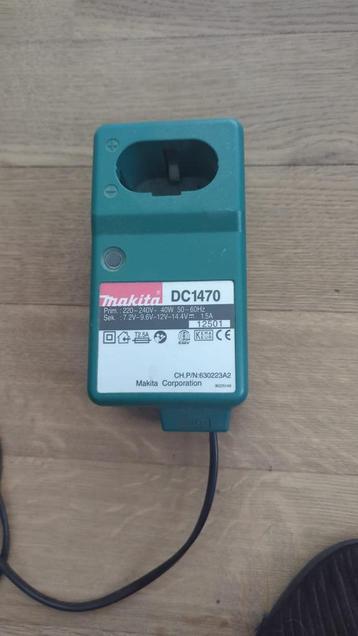 +
−
makita DC1470
Prim.: 220-240V~ 40W 50-60Hz
Sek.: 7.2V-9.6V-12V-14.4V⎓ 1.5A
12501
T2.5A
CH.P/N:630223A2
Makita Corporation